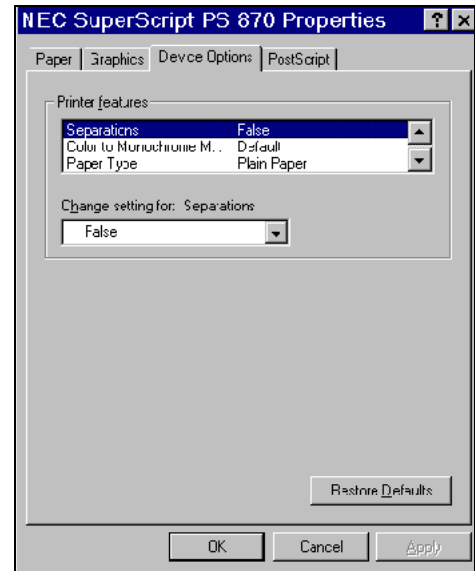 NEC SuperScript PS 870 Properties
Paper Graphics Device Options PostScript
Printer features
Separations False
Color to Monochrome M.. Default
Paper Type Plain Paper
Change setting for: Separations
False
Restore Defaults
OK Cancel Apply